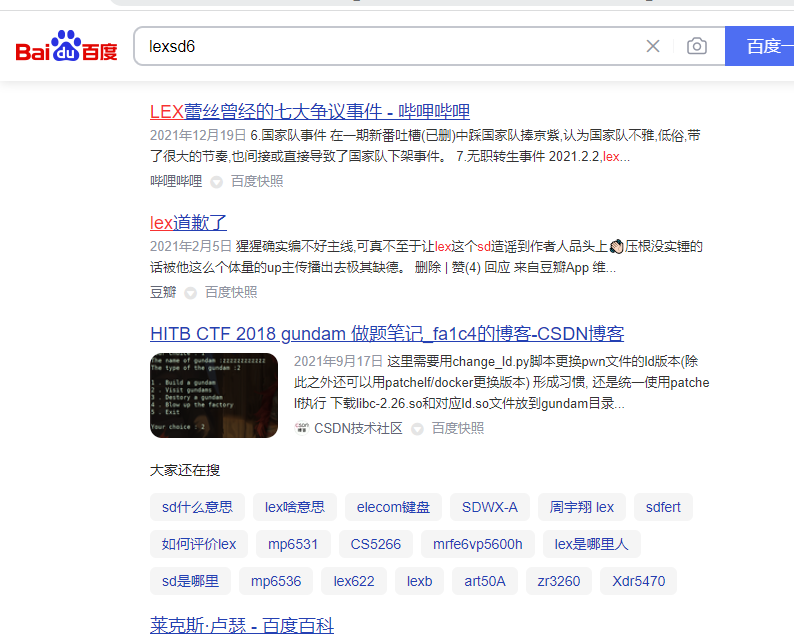 Bai du 百度
lexsd6
百度一
LEX蕾丝曾经的七大争议事件 - 哔哩哔哩
2021年12月19日 6.国家队事件 在一期新番吐槽(已删)中踩国家队捧京紫,认为国家队不雅,低俗,带
了很大的节奏,也间接或直接导致了国家队下架事件。 7.无职转生事件 2021.2.2,lex...
哔哩哔哩 百度快照
lex道歉了
2021年2月5日 猩猩确实编不好主线,可真不至于让lex这个sd造谣到作者人品头上👏🏻压根没实锤的
话被他这么个体量的up主传播出去极其缺德。 删除 | 赞(4) 回应 来自豆瓣App 维...
豆瓣 百度快照
HITB CTF 2018 gundam 做题笔记_fa1c4的博客-CSDN博客
The name of gundam :zzzzzzzzzzzz
The type of the gundam :2
1 . Build a gundam
2 . Visit gundams
3 . Destory a gundam
4 . Blow up the factory
5 . Exit
Your choice : 2
2021年9月17日 这里需要用change_ld.py脚本更换pwn文件的ld版本(除
此之外还可以用patchelf/docker更换版本) 形成习惯, 还是统一使用patche
lf执行 下载libc-2.26.so和对应ld.so文件放到gundam目录...
CSDN技术社区 百度快照
大家还在搜
sd什么意思 lex啥意思 elecom键盘 SDWX-A 周宇翔 lex sdfert
如何评价lex mp6531 CS5266 mrfe6vp5600h lex是哪里人
sd是哪里 mp6536 lex622 lexb art50A zr3260 Xdr5470
莱克斯·卢瑟 - 百度百科